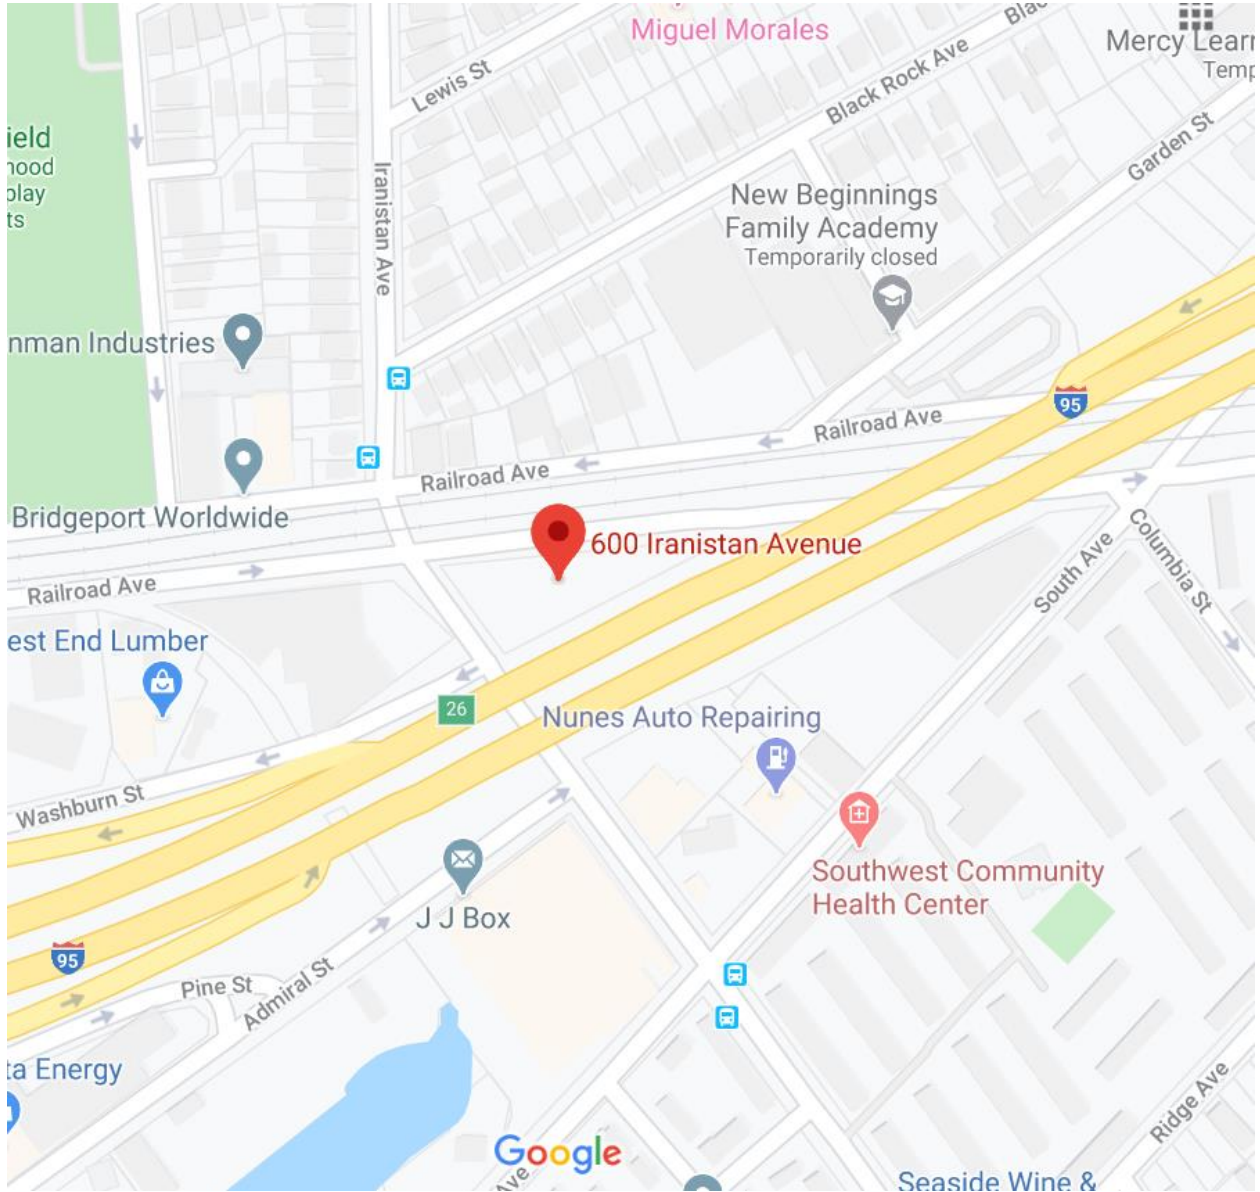 Miguel Morales
Black
Mercy Learn
Temp
Lewis St
Black Rock Ave
Garden St
ield
hood
play
ts
Iranistan Ave
New Beginnings
Family Academy
Temporarily closed
nman Industries
95
Railroad Ave
Railroad Ave
Bridgeport Worldwide
600 Iranistan Avenue
Columbia St
South Ave
Railroad Ave
est End Lumber
26
Nunes Auto Repairing
Washburn St
Southwest Community
Health Center
J J Box
95
Pine St
Admiral St
ta Energy
Ridge Ave
Google
Ave
Seaside Wine &